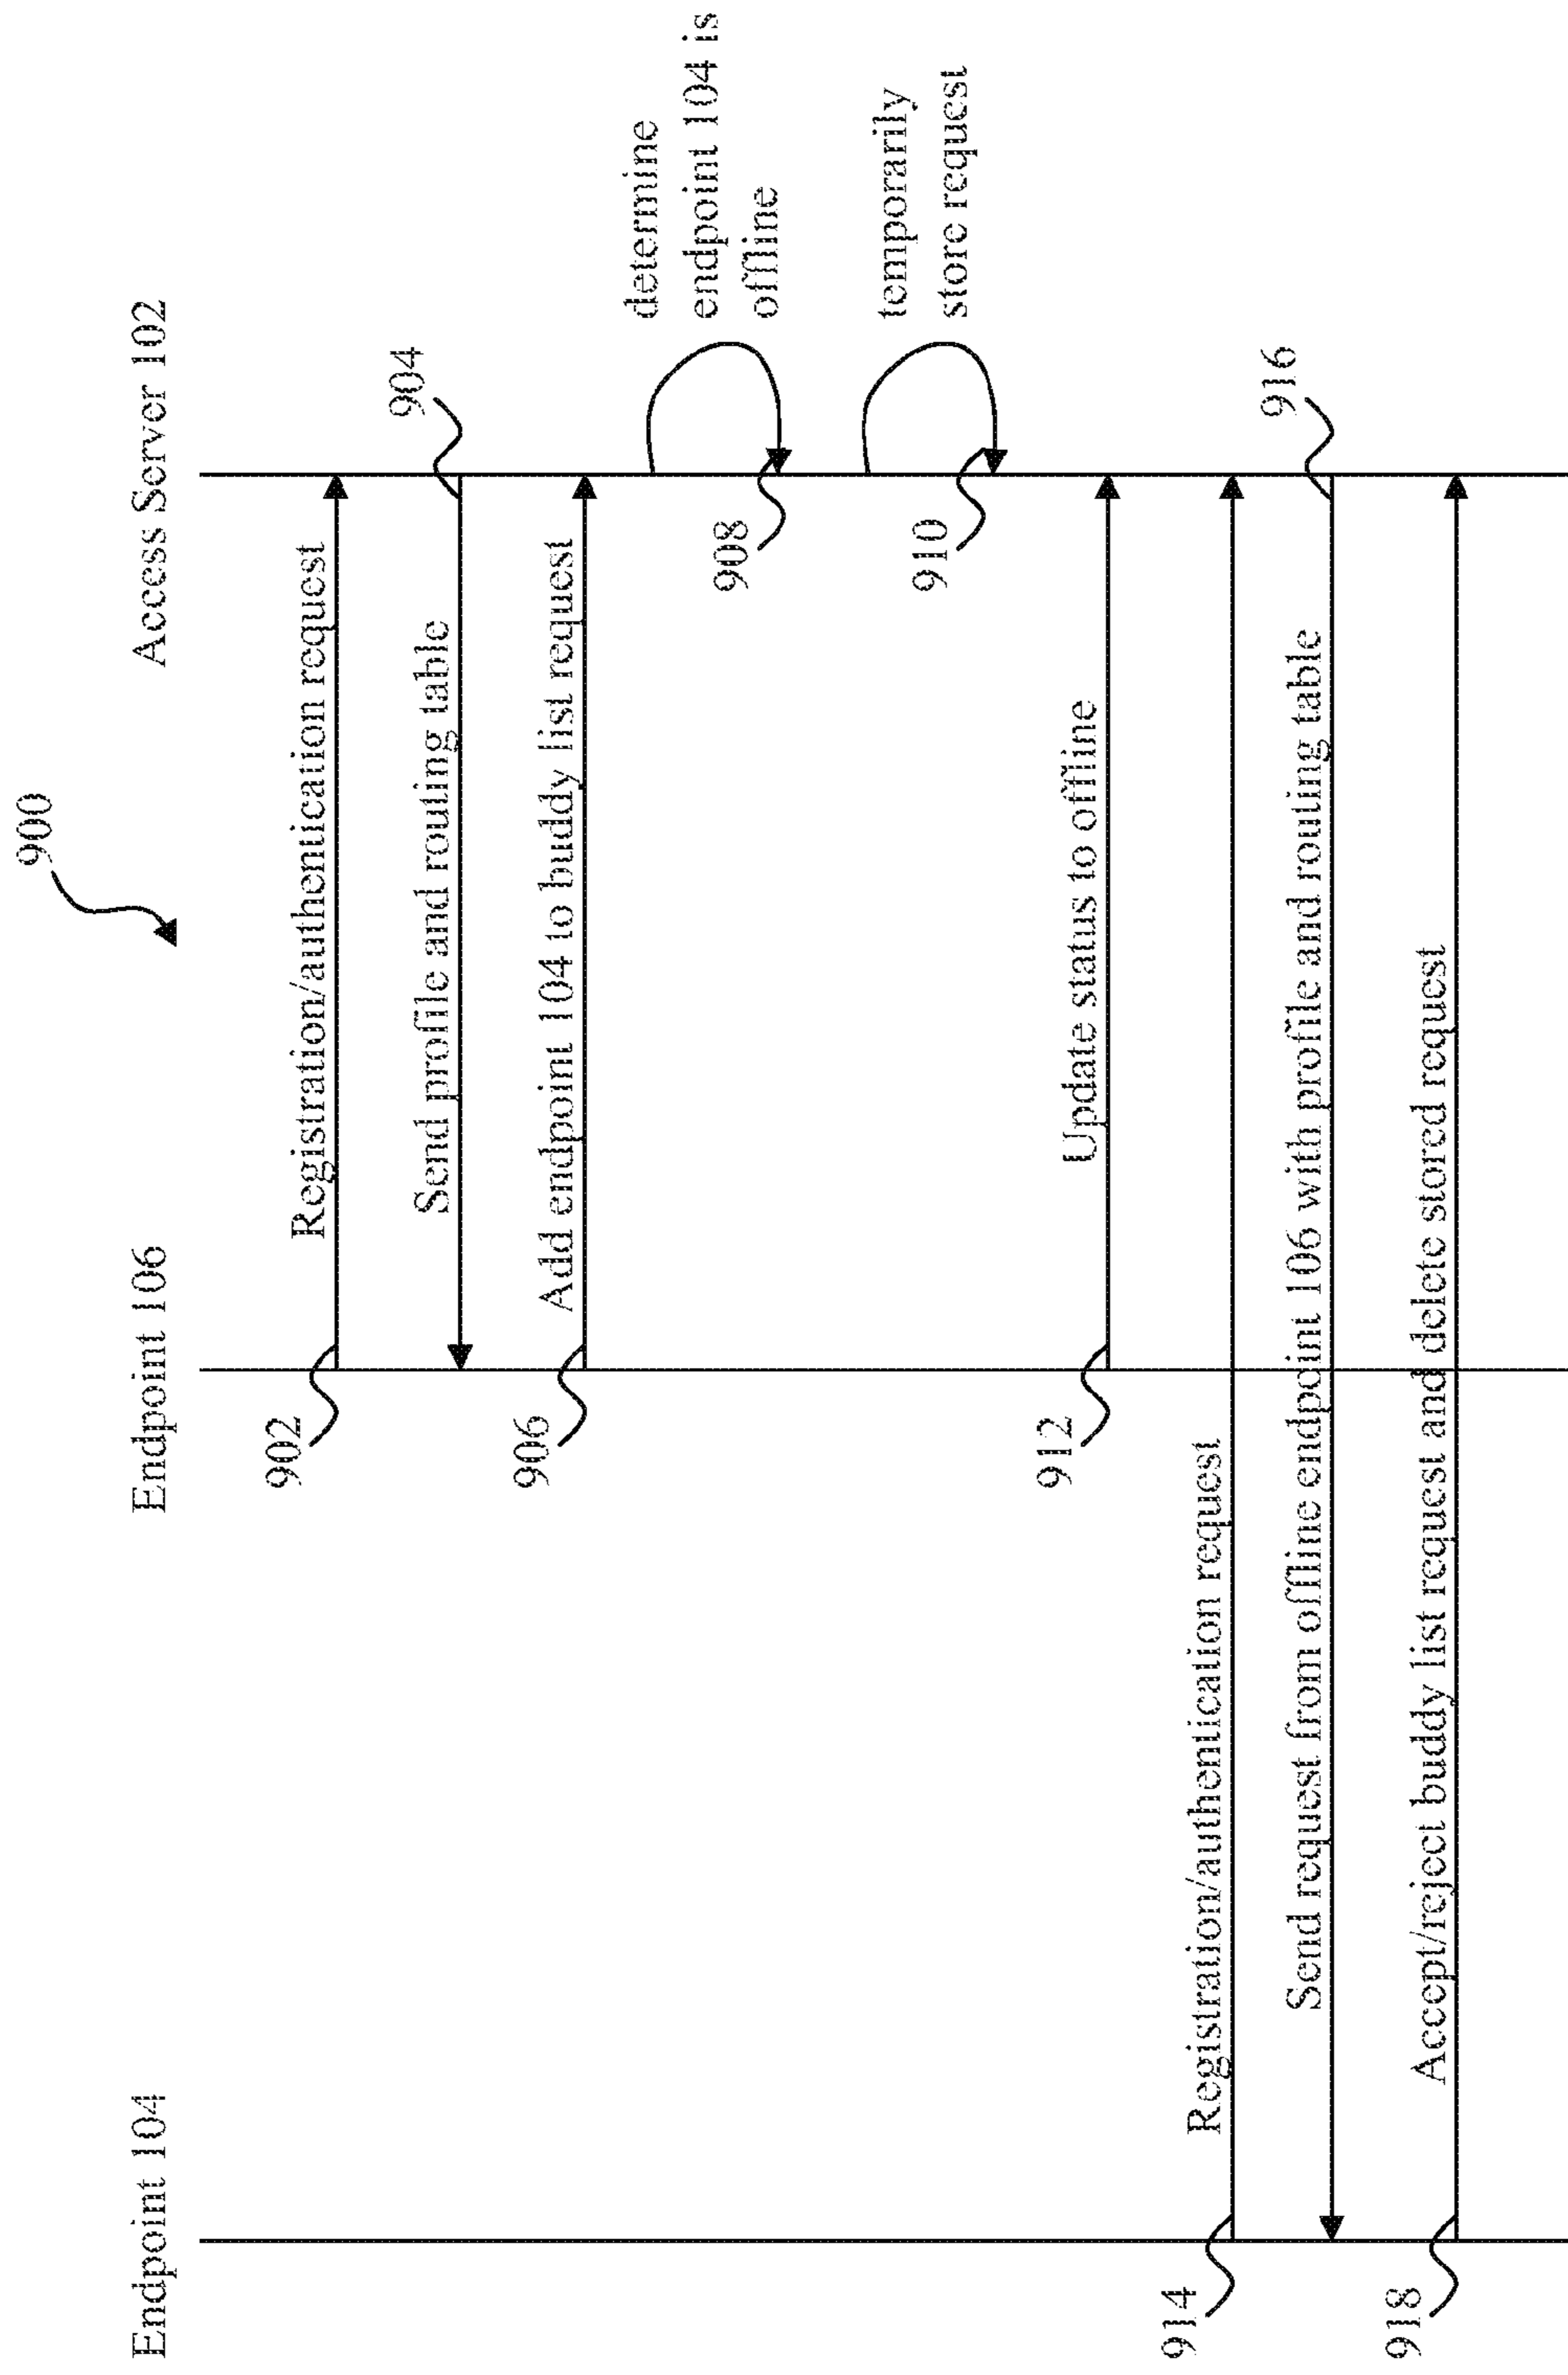 900
Endpoint 104
Endpoint 106
Access Server 102
902
Registration/authentication request
Send profile and routing table
904
906
Add endpoint 104 to buddy list request
determine
endpoint 104 is
offline
908
temporarily
store request
910
912
Update status to offline
914
Registration/authentication request
Send request from offline endpoint 106 with profile and routing table
916
918
Accept/reject buddy list request and delete stored request